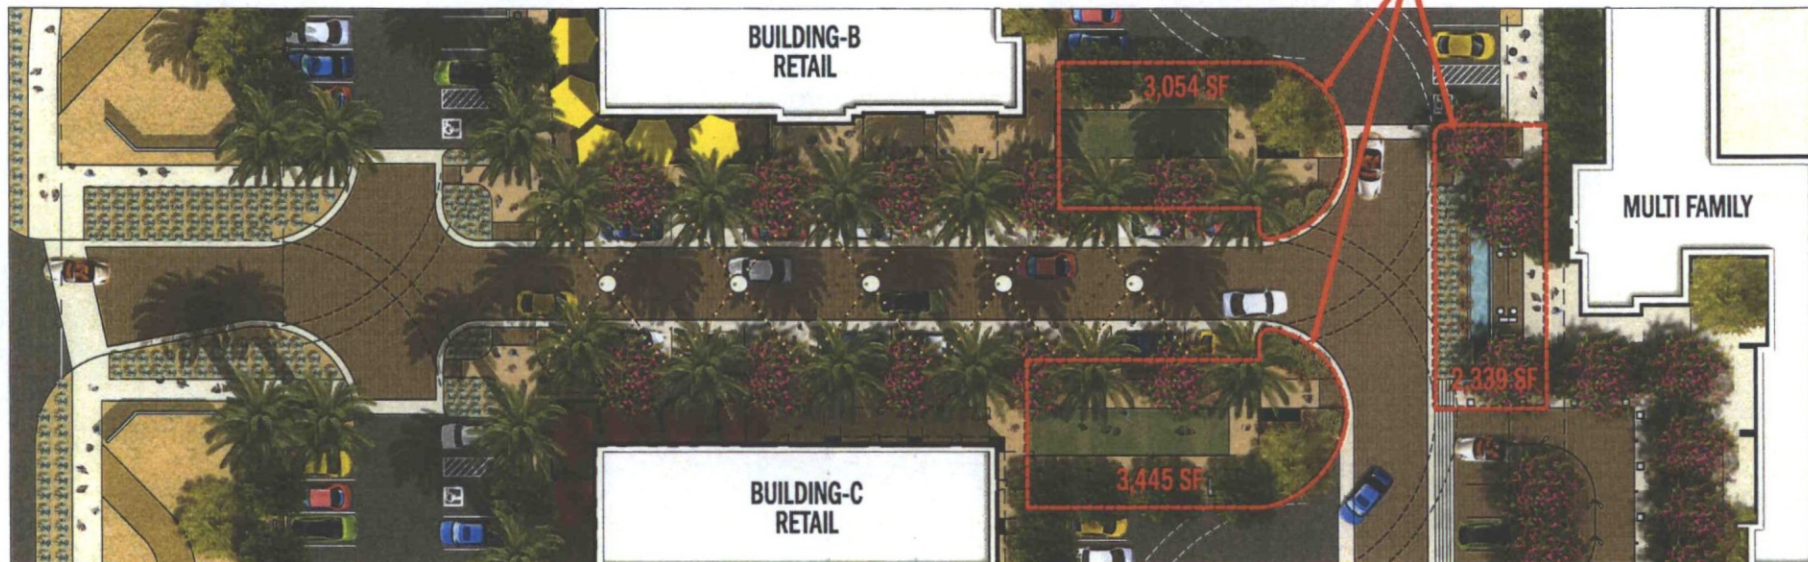 BUILDING-B
RETAIL
3,054 SF
MULTI FAMILY
2,339 SF
3,445 SF
BUILDING-C
RETAIL